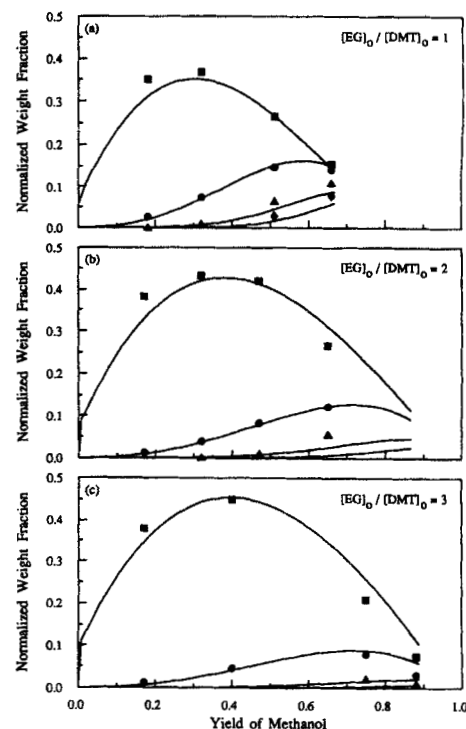 (a)
[EG]₀ / [DMT]₀ = 1
0.5
0.4
0.3
0.2
0.1
0.0
Normalized Weight Fraction
(b)
[EG]₀ / [DMT]₀ = 2
0.5
0.4
0.3
0.2
0.1
0.0
Normalized Weight Fraction
(c)
[EG]₀ / [DMT]₀ = 3
0.5
0.4
0.3
0.2
0.1
0.0
Normalized Weight Fraction
0.0 0.2 0.4 0.6 0.8 1.0
Yield of Methanol